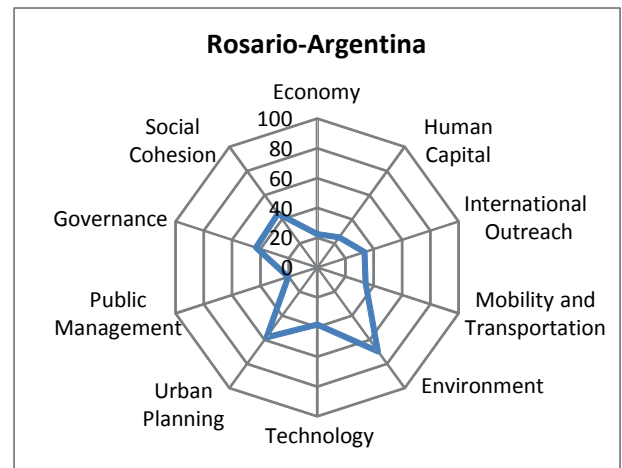 Rosario-Argentina
Economy
Human
Capital
International
Outreach
Mobility and
Transportation
Environment
Technology
Urban
Planning
Public
Management
Governance
Social
Cohesion
100
80
60
40
20
0